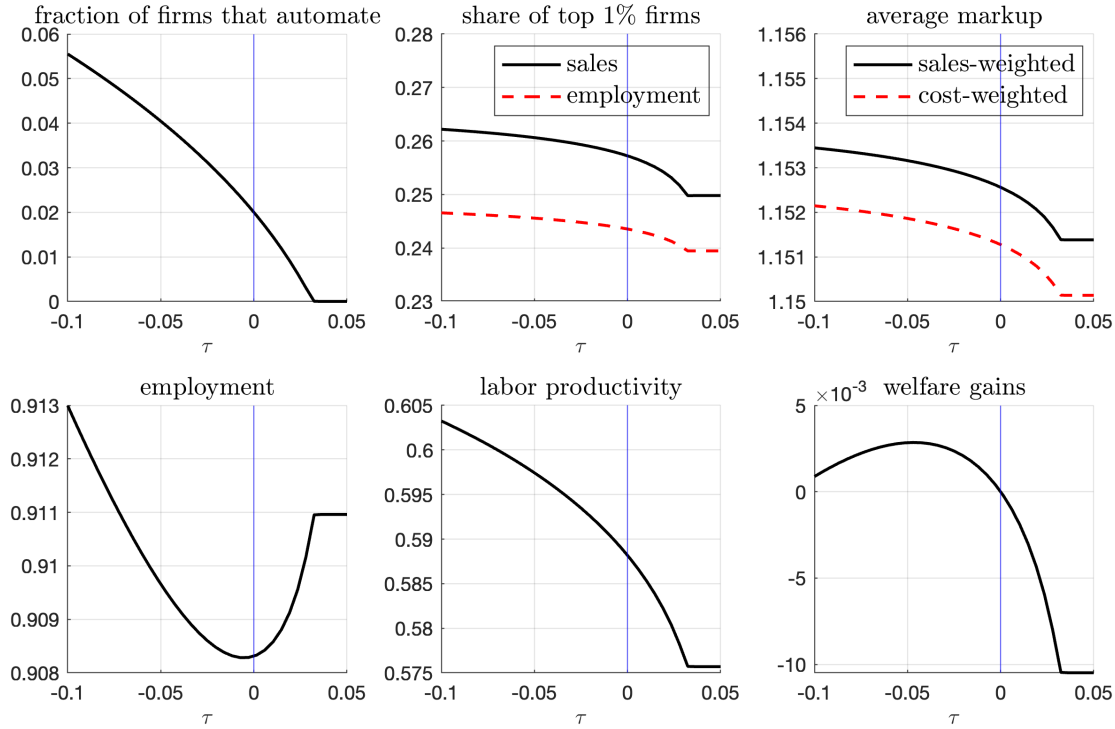 fraction of firms that automate
0.06
0.05
0.04
0.03
0.02
0.01
0
-0.1 -0.05 0 0.05
τ
share of top 1% firms
0.28
0.27
0.26
0.25
0.24
0.23
sales
employment
-0.1 -0.05 0 0.05
τ
average markup
1.156
1.155
1.154
1.153
1.152
1.151
1.15
sales-weighted
cost-weighted
-0.1 -0.05 0 0.05
τ
employment
0.913
0.912
0.911
0.91
0.909
0.908
-0.1 -0.05 0 0.05
τ
labor productivity
0.605
0.6
0.595
0.59
0.585
0.58
0.575
-0.1 -0.05 0 0.05
τ
welfare gains
×10⁻³
5
0
-5
-10
-0.1 -0.05 0 0.05
τ